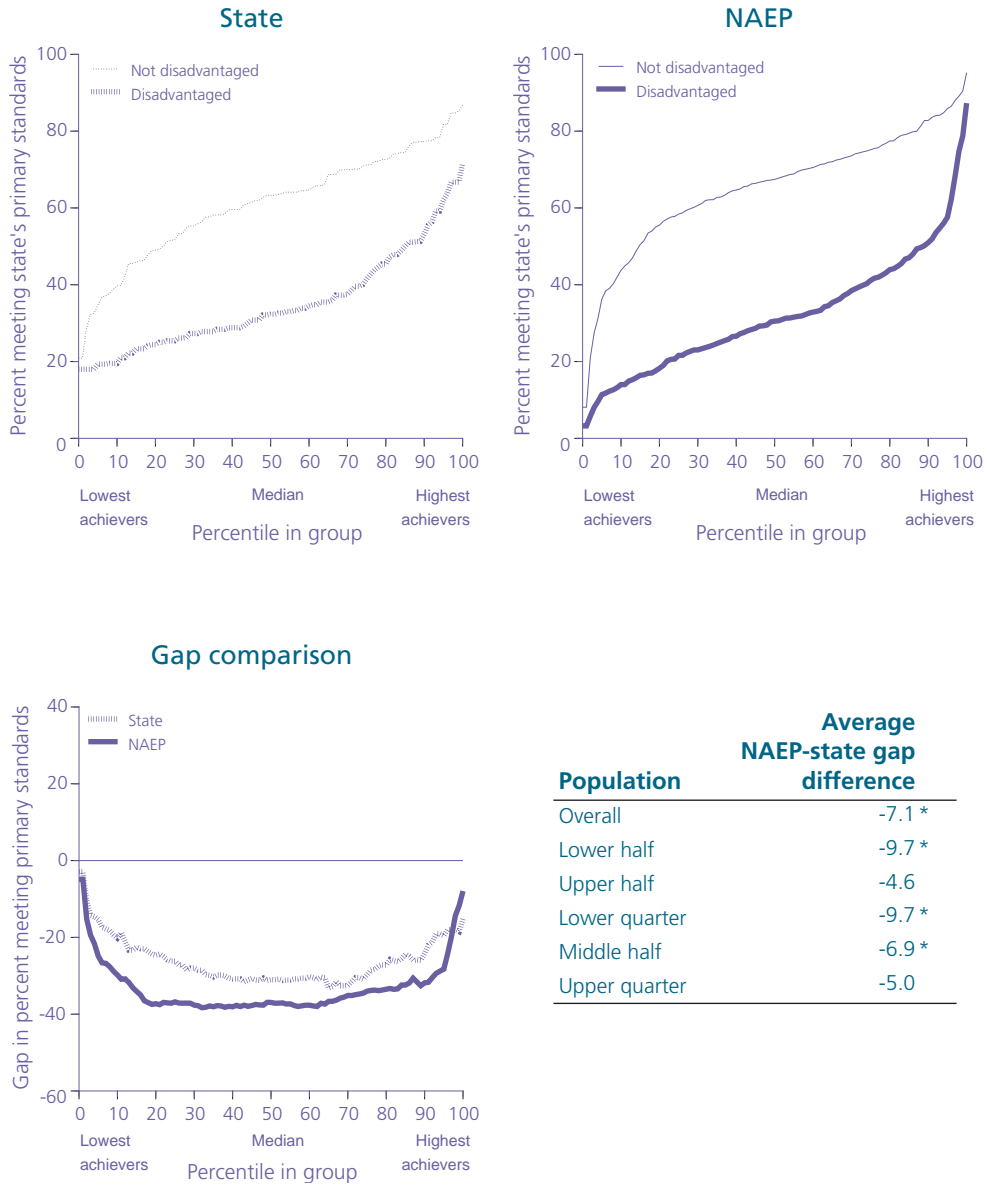 State
Percent meeting state's primary standards
100
80
60
40
20
0
Not disadvantaged
Disadvantaged
0 10 20 30 40 50 60 70 80 90 100
Lowest achievers
Median
Highest achievers
Percentile in group
NAEP
Percent meeting state's primary standards
100
80
60
40
20
0
Not disadvantaged
Disadvantaged
0 10 20 30 40 50 60 70 80 90 100
Lowest achievers
Median
Highest achievers
Percentile in group
Gap comparison
Gap in percent meeting primary standards
40
20
0
-20
-40
-60
State
NAEP
0 10 20 30 40 50 60 70 80 90 100
Lowest achievers
Median
Highest achievers
Percentile in group
Average
NAEP-state gap
Population difference
Overall -7.1 *
Lower half -9.7 *
Upper half -4.6
Lower quarter -9.7 *
Middle half -6.9 *
Upper quarter -5.0